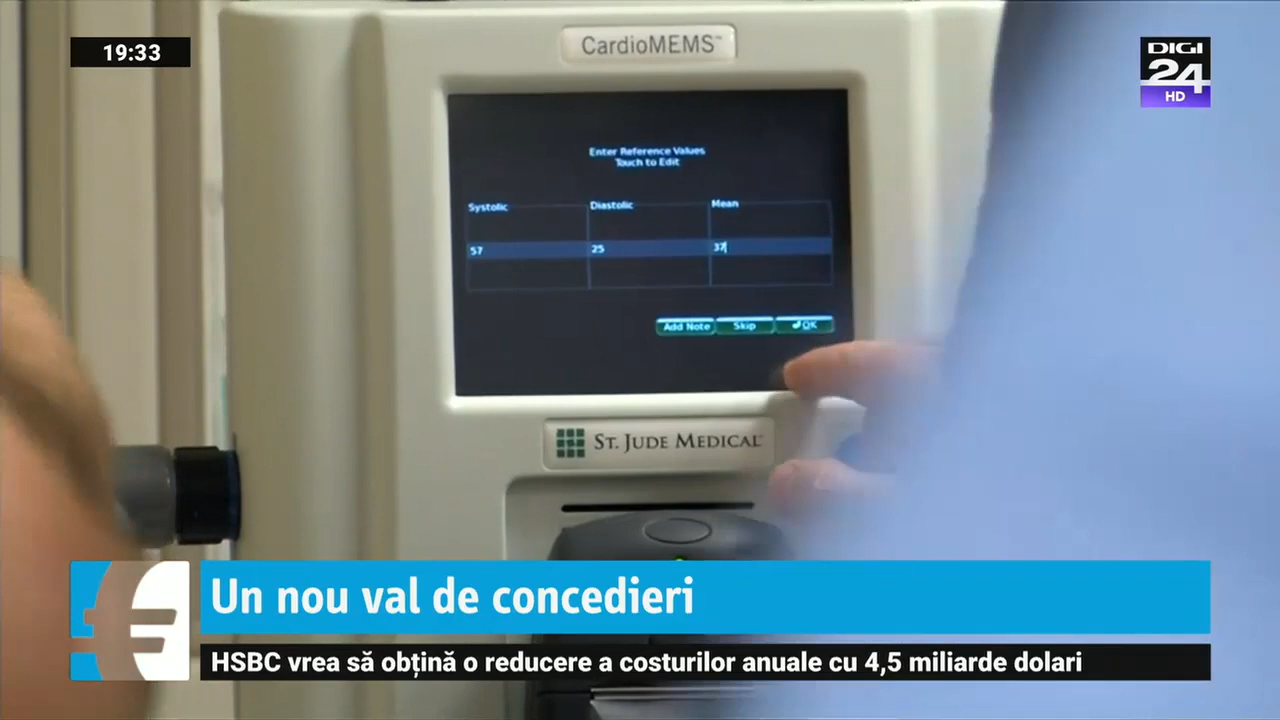 19:33
CardioMEMS™
DIGI
24
HD
Enter Reference Values
Touch to Edit
Systolic Diastolic Mean
57 25 37
Add Note Skip OK
ST. JUDE MEDICAL
Un nou val de concedieri
HSBC vrea să obțină o reducere a costurilor anuale cu 4,5 miliarde dolari